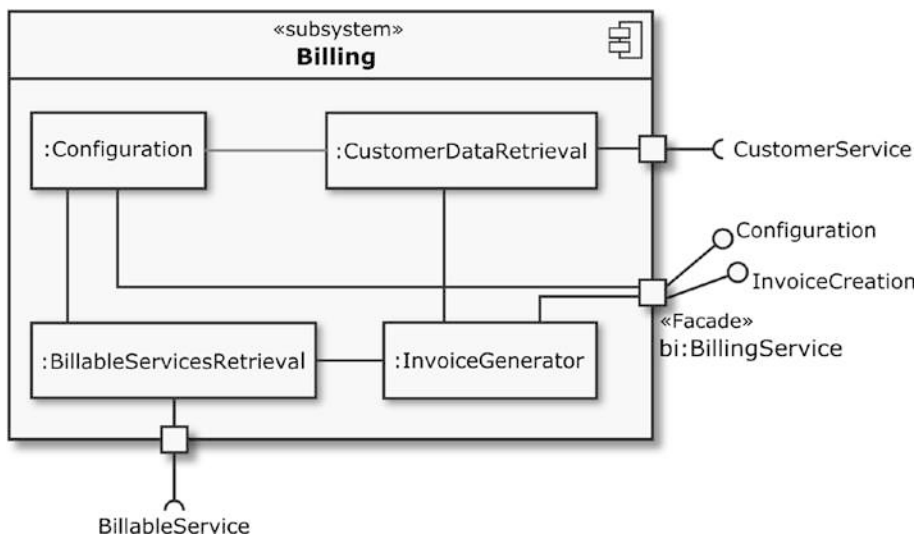 «subsystem»
Billing
:Configuration
:CustomerDataRetrieval
CustomerService
Configuration
InvoiceCreation
«Facade»
bi:BillingService
:BillableServicesRetrieval
:InvoiceGenerator
BillableService